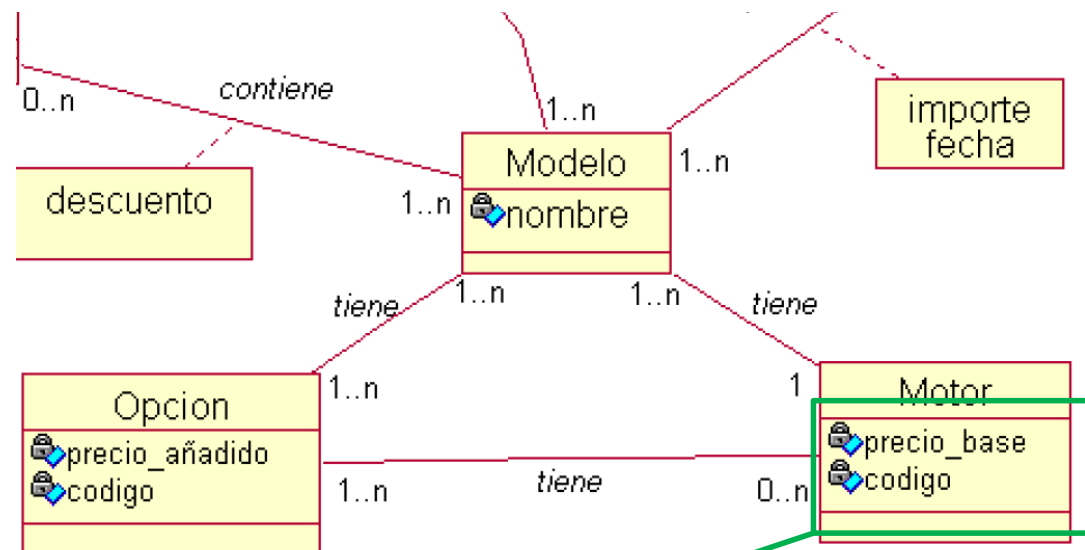 0..n
contiene
1..n
importe
fecha
descuento
1..n
Modelo
nombre
1..n
tiene
1..n
1..n
tiene
Opcion
precio_añadido
codigo
1..n
1
Motor
precio_base
codigo
1..n
tiene
0..n